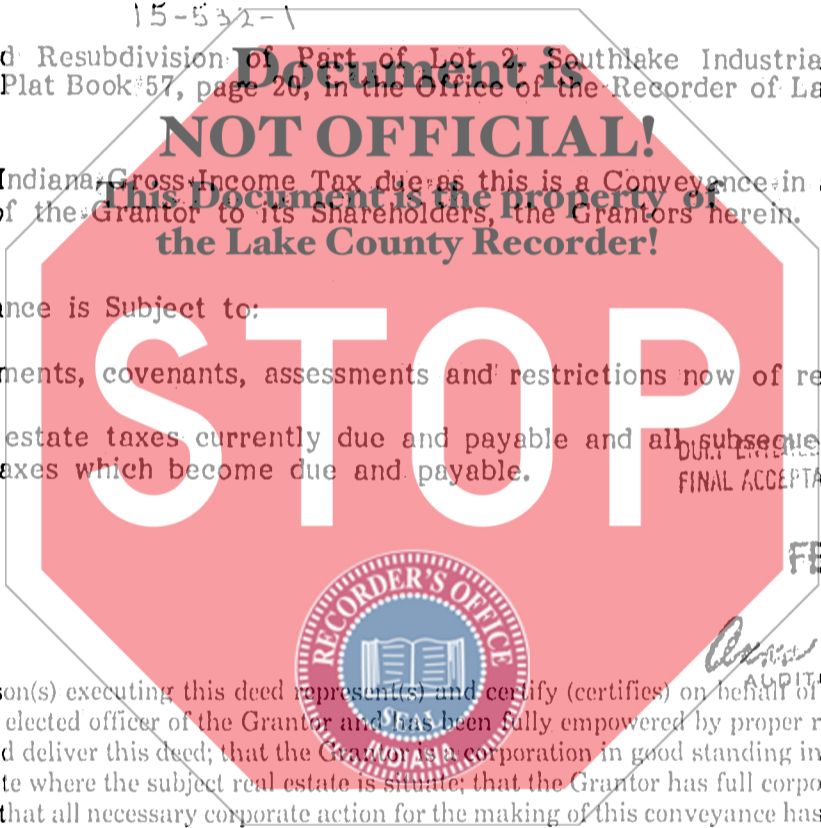 15-532-1
d Resubdivision of Part of Lot 2, Southlake Industria
Document is
Plat Book 57, page 20, in the Office of the Recorder of La
NOT OFFICIAL!
Indiana Gross Income Tax due as this is a Conveyance in
This Document is the property of
of the Grantor to its Shareholders, the Grantors herein.
the Lake County Recorder!
ance is Subject to:
STOP
ments, covenants, assessments and restrictions now of re
estate taxes currently due and payable and all subseque
DULY ENTERED
axes which become due and payable.
FINAL ACCEPTA
FE
RECORDER'S OFFICE
SEAL
INDIANA
AUDIT
son(s) executing this deed represent(s) and certify (certifies) on behalf of
elected officer of the Grantor and has been fully empowered by proper r
d deliver this deed; that the Grantor is a corporation in good standing in
te where the subject real estate is situate; that the Grantor has full corpo
that all necessary corporate action for the making of this conveyance has